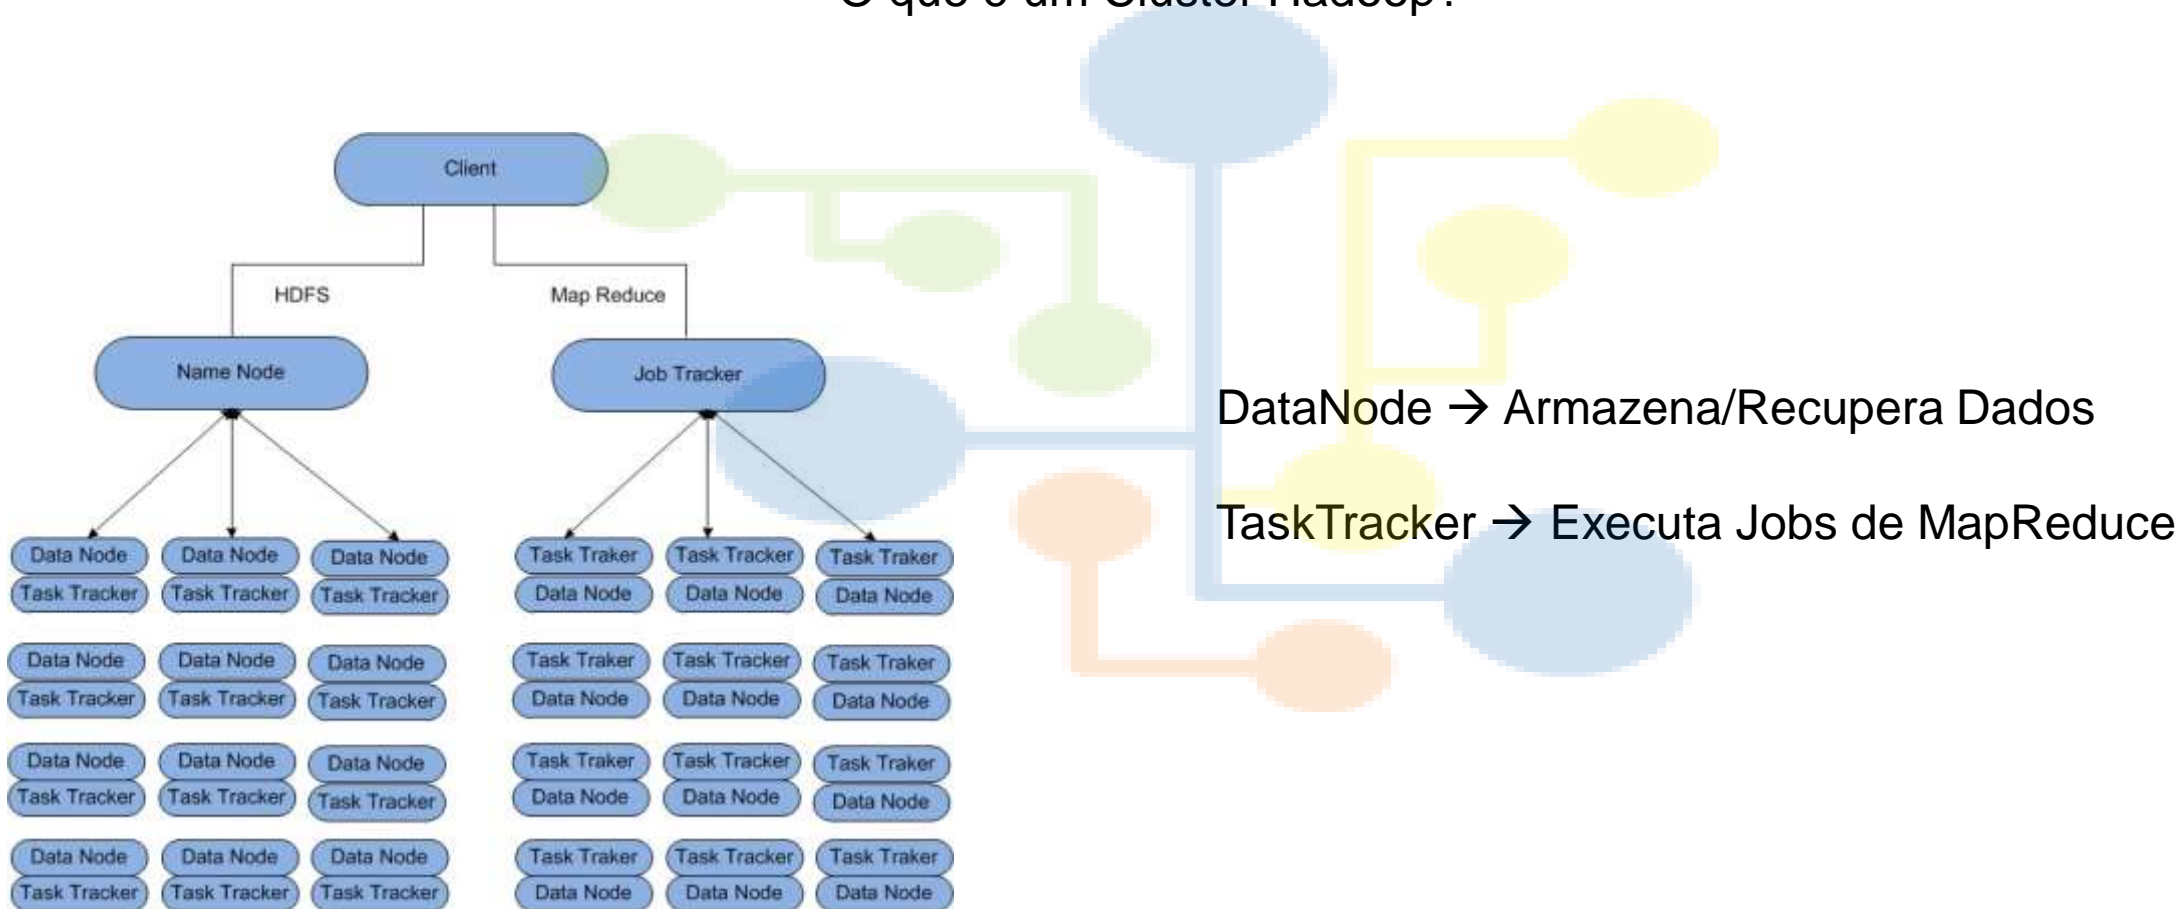 O que é um Cluster Hadoop?
Client
HDFS
Map Reduce
Name Node
Job Tracker
DataNode → Armazena/Recupera Dados
TaskTracker → Executa Jobs de MapReduce
Data Node Data Node Data Node Task Traker Task Tracker Task Traker
Task Tracker Task Tracker Task Tracker Data Node Data Node Data Node
Data Node Data Node Data Node Task Traker Task Tracker Task Traker
Task Tracker Task Tracker Task Tracker Data Node Data Node Data Node
Data Node Data Node Data Node Task Traker Task Tracker Task Traker
Task Tracker Task Tracker Task Tracker Data Node Data Node Data Node
Data Node Data Node Data Node Task Traker Task Tracker Task Traker
Task Tracker Task Tracker Task Tracker Data Node Data Node Data Node